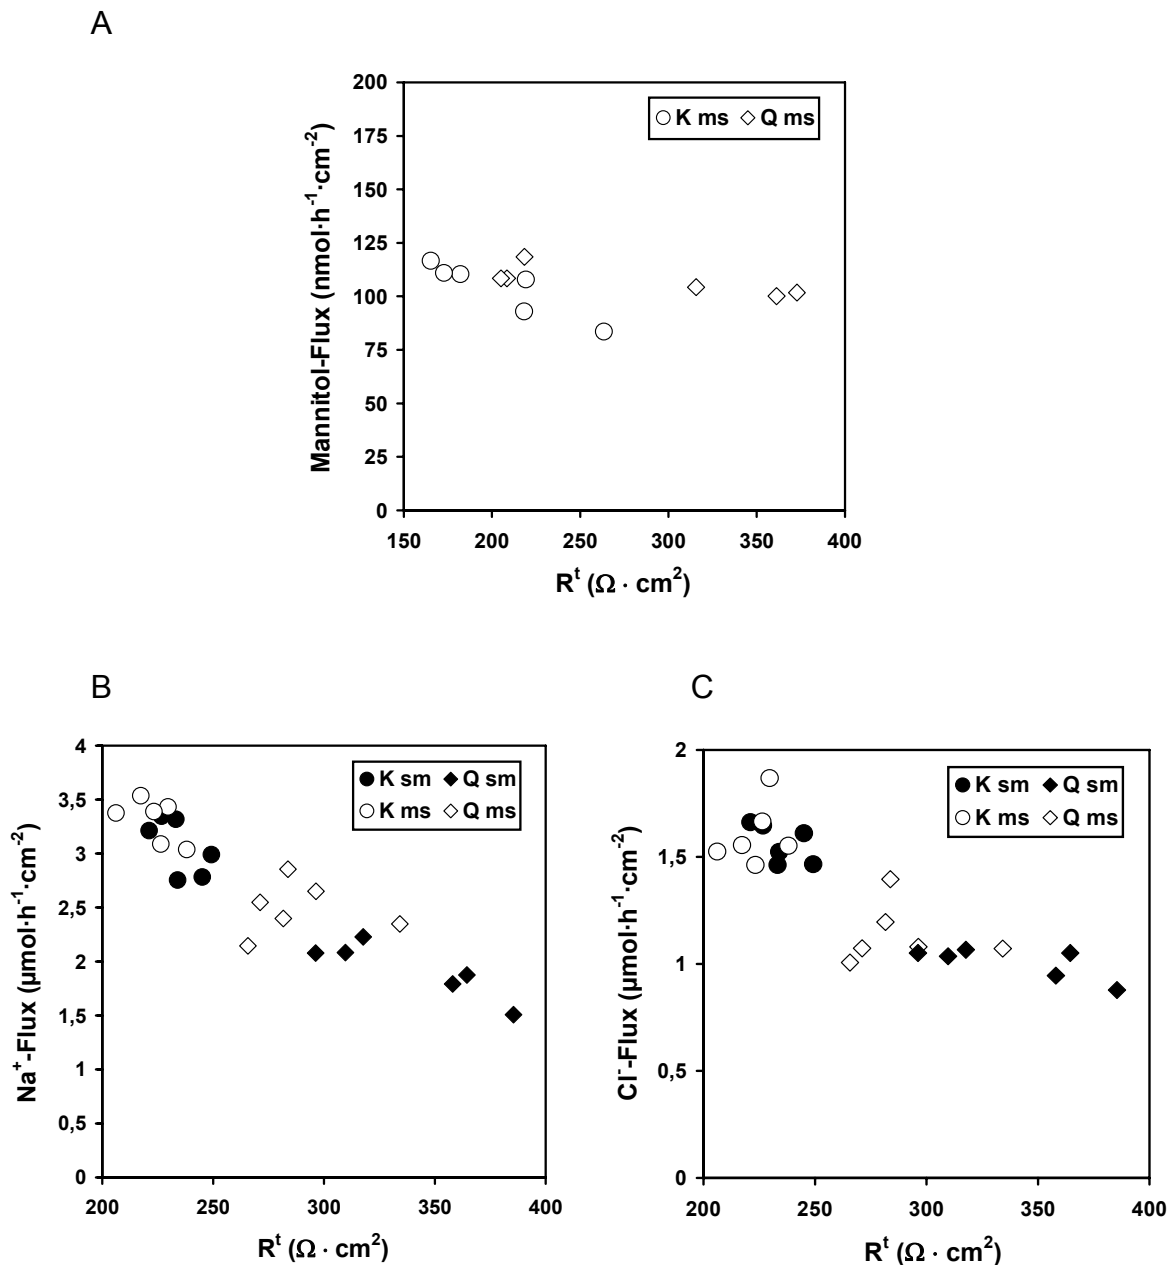 A
200
175
150
125
100
75
50
25
0
Mannitol-Flux (nmol·h⁻¹·cm⁻²)
K ms Q ms
150 200 250 300 350 400
Rᵗ (Ω · cm²)
B
4
3,5
3
2,5
2
1,5
1
0,5
0
Na⁺-Flux (µmol·h⁻¹·cm⁻²)
K sm Q sm
K ms Q ms
200 250 300 350 400
Rᵗ (Ω · cm²)
C
2
1,5
1
0,5
0
Cl⁻-Flux (µmol·h⁻¹·cm⁻²)
K sm Q sm
K ms Q ms
200 250 300 350 400
Rᵗ (Ω · cm²)